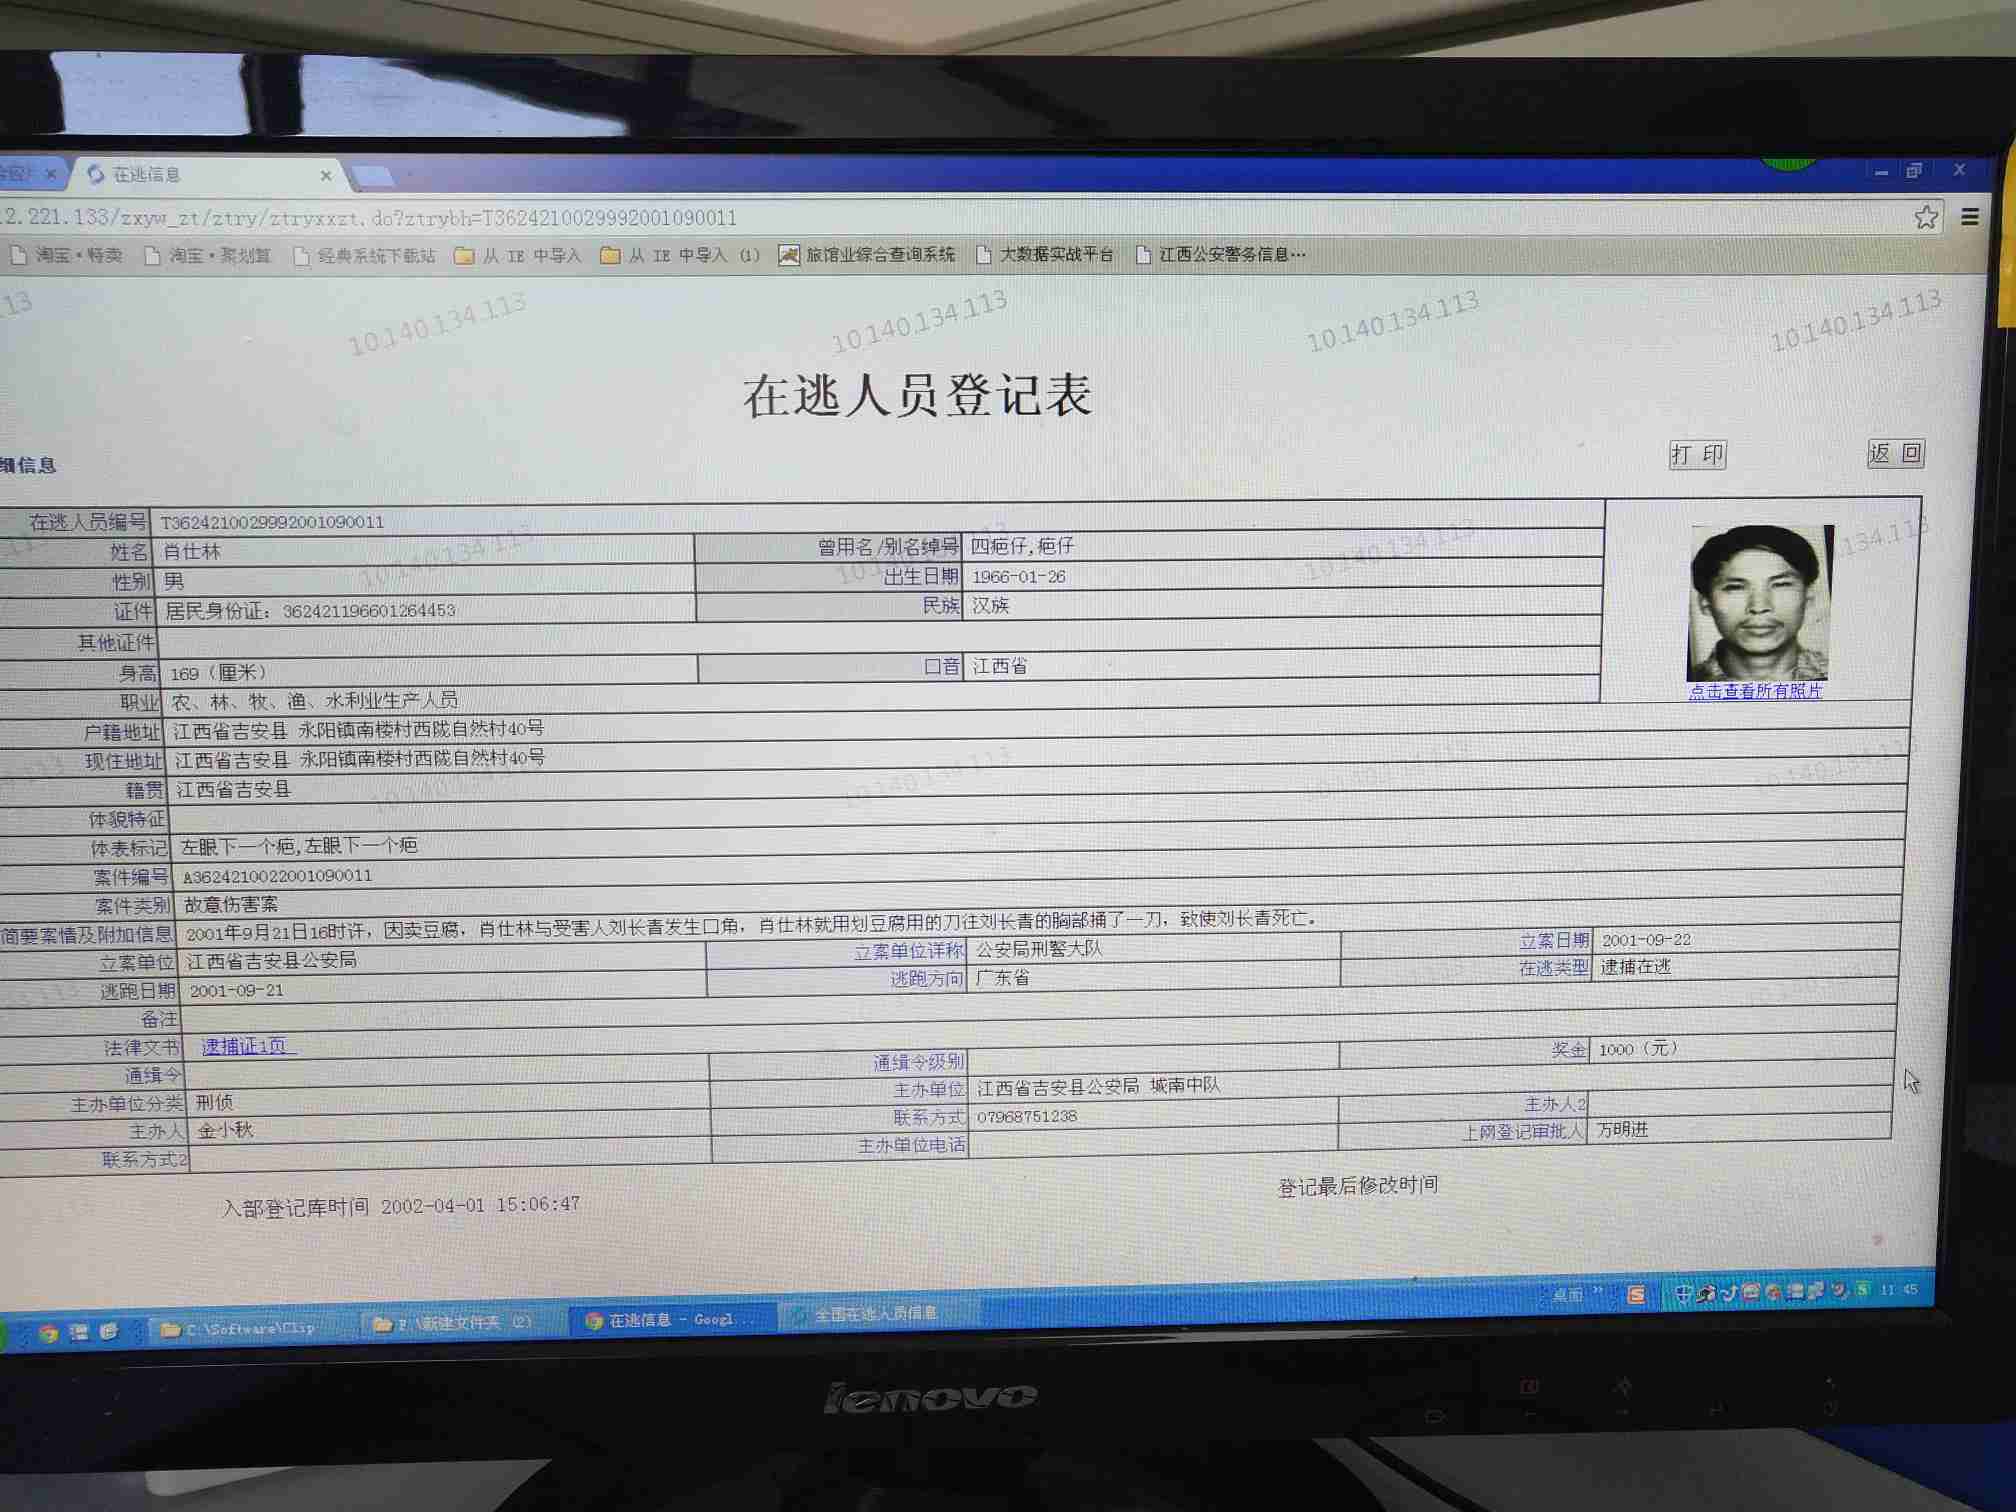 在逃信息
2.221.133/zxyw_zt/ztry/ztryxxzt.do?ztrybh=T3624210029992001090011
淘宝·特卖 淘宝·聚划算 经典系统下载站 从 IE 中导入 从 IE 中导入 (1) 旅馆业综合查询系统 大数据实战平台 江西公安警务信息…
10.140.134.113 10.140.134.113 10.140.134.113 10.140.134.113
在逃人员登记表
细信息 打 印 返 回
在逃人员编号 T3624210029992001090011
姓名 肖仕林 曾用名/别名绰号 四疤仔,疤仔
性别 男 出生日期 1966-01-26
证件 居民身份证: 362421196601264453 民族 汉族
其他证件
身高 169（厘米） 口音 江西省
点击查看所有照片
职业 农、林、牧、渔、水利业生产人员
户籍地址 江西省吉安县 永阳镇南楼村西陇自然村40号
现住地址 江西省吉安县 永阳镇南楼村西陇自然村40号
籍贯 江西省吉安县
体貌特征
体表标记 左眼下一个疤,左眼下一个疤
案件编号 A3624210022001090011
案件类别 故意伤害案
简要案情及附加信息 2001年9月21日16时许，因卖豆腐，肖仕林与受害人刘长青发生口角，肖仕林就用划豆腐用的刀往刘长青的胸部捅了一刀，致使刘长青死亡。
立案单位 江西省吉安县公安局 立案单位详称 公安局刑警大队 立案日期 2001-09-22
逃跑日期 2001-09-21 逃跑方向 广东省 在逃类型 逮捕在逃
备注
法律文书 逮捕证1页
通缉令 通缉令级别 奖金 1000（元）
主办单位分类 刑侦 主办单位 江西省吉安县公安局 城南中队
主办人 金小秋 联系方式 07968751238 主办人2
联系方式2 主办单位电话 上网登记审批人 万明进
入部登记库时间 2002-04-01 15:06:47 登记最后修改时间
C:\Software\Clip 新建文件夹 (2) 在逃信息 - Googl... 全国在逃人员信息 桌面 11:45
lenovo